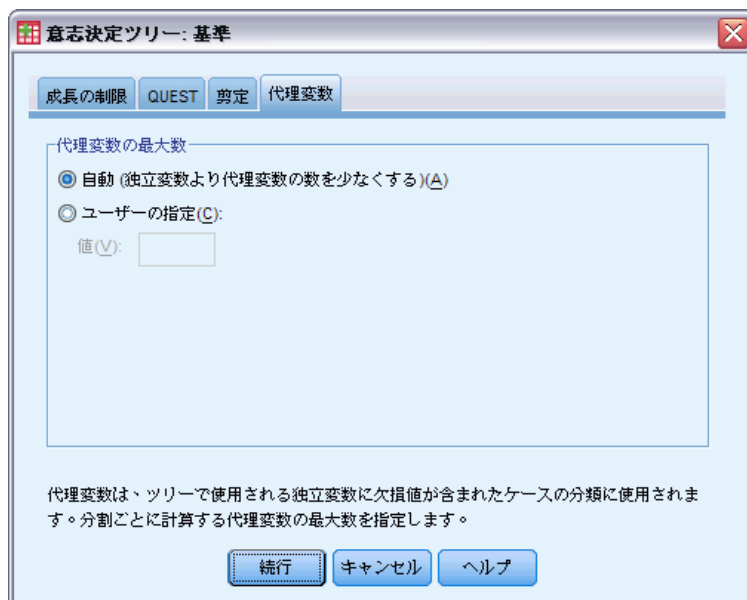 意志決定ツリー: 基準
成長の制限 QUEST 剪定 代理変数
代理変数の最大数
自動 (独立変数より代理変数の数を少なくする)(A)
ユーザーの指定(C):
値(V):
代理変数は、ツリーで使用される独立変数に欠損値が含まれたケースの分類に使用されま
す。分割ごとに計算する代理変数の最大数を指定します。
続行 キャンセル ヘルプ